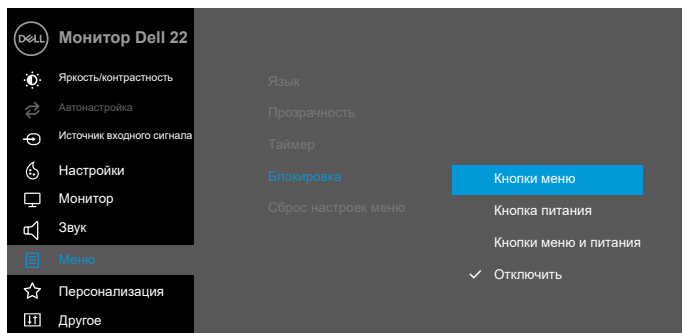 DELL Монитор Dell 22
Яркость/контрастность
Автонастройка
Источник входного сигнала
Настройки
Монитор
Звук
Меню
Персонализация
Другое
Язык
Прозрачность
Таймер
Блокировка
Сброс настроек меню
Кнопки меню
Кнопка питания
Кнопки меню и питания
Отключить